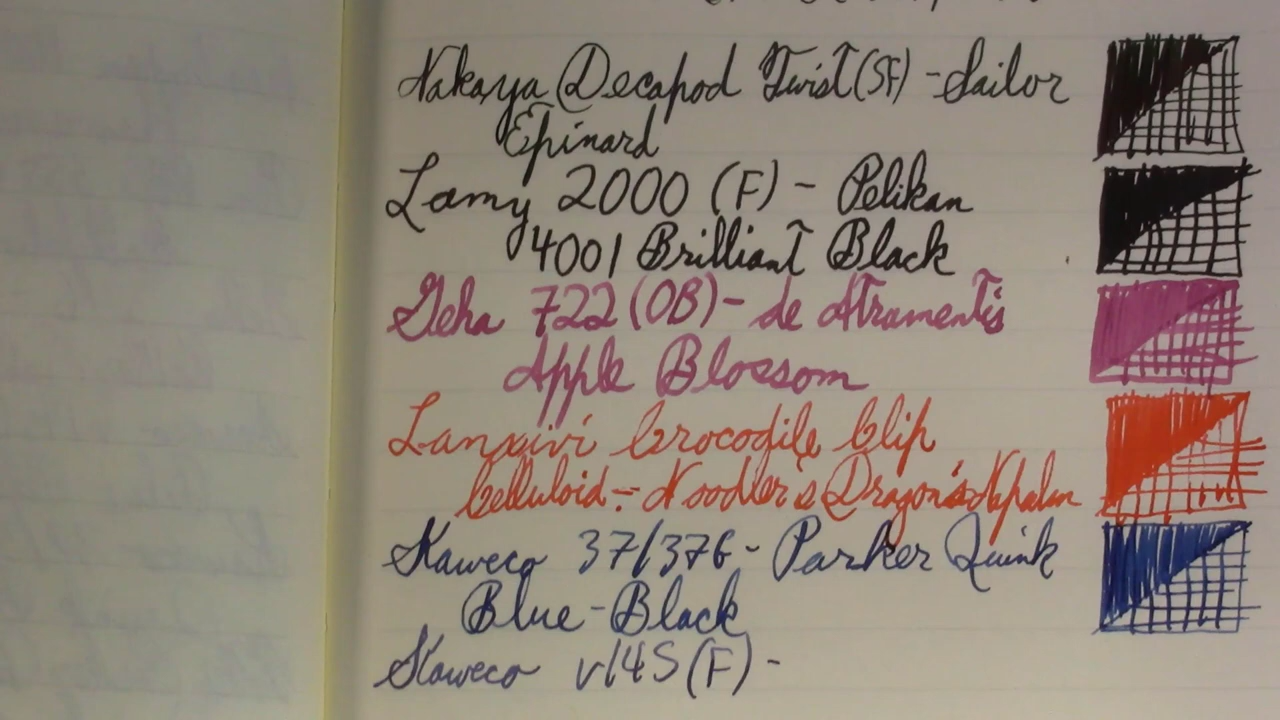 Nakaya Decapod Twist (SF) - Sailor
Epinard
Lamy 2000 (F) - Pelikan
4001 Brilliant Black
Geha 722 (OB) - de Atramentis
Apple Blossom
Lanxivi Crocodile Clip
Celluloid - Noodler's Dragon's Napalm
Kaweco 37/376 - Parker Quink
Blue-Black
Kaweco V14S (F) -